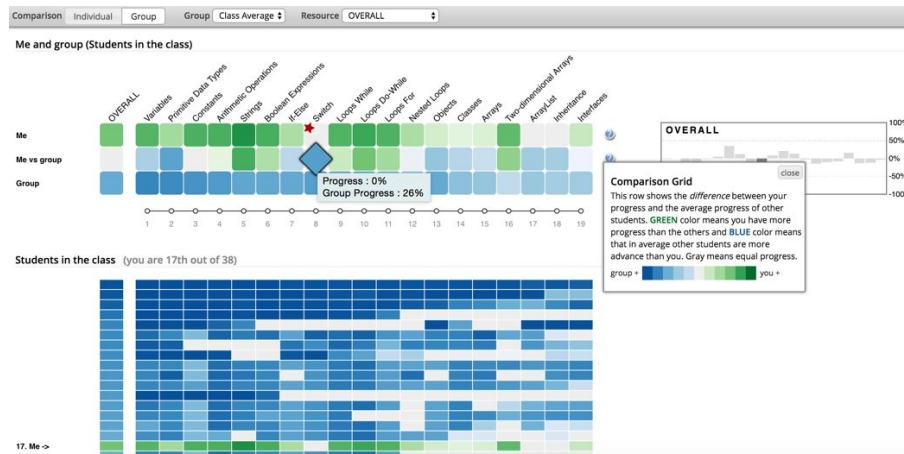 Comparison Individual Group Group Class Average Resource OVERALL
Me and group (Students in the class)
OVERALL
Variables
Primitive Data Types
Constants
Arithmetic Operations
Strings
Boolean Expressions
If-Else
Switch
Loops While
Loops Do-While
Loops For
Nested Loops
Objects
Classes
Arrays
Two-dimensional Arrays
ArrayList
Inheritance
Interfaces
Me
Me vs group
Group
Progress : 0%
Group Progress : 26%
1 2 3 4 5 6 7 8 9 10 11 12 13 14 15 16 17 18 19
OVERALL
100%
50%
0%
-50%
-100
close
Comparison Grid
This row shows the difference between your
progress and the average progress of other
students. GREEN color means you have more
progress than the others and BLUE color means
that in average other students are more
advance than you. Gray means equal progress.
group + you +
Students in the class (you are 17th out of 38)
17. Me ->